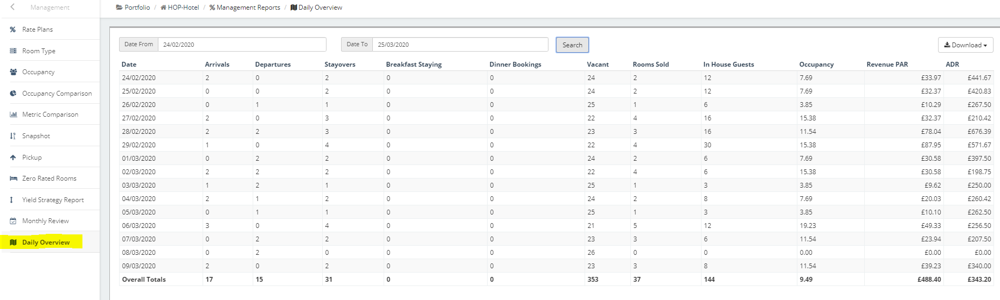 Management
Portfolio / HOP-Hotel / Management Reports / Daily Overview
Rate Plans
Room Type
Occupancy
Occupancy Comparison
Metric Comparison
Snapshot
Pickup
Zero Rated Rooms
Yield Strategy Report
Monthly Review
Daily Overview
Date From 24/02/2020 Date To 25/03/2020 Search Download
Date Arrivals Departures Stayovers Breakfast Staying Dinner Bookings Vacant Rooms Sold In House Guests Occupancy Revenue PAR ADR
24/02/2020 2 0 2 0 0 24 2 12 7.69 £33.97 £441.67
25/02/2020 0 0 2 0 0 24 2 12 7.69 £32.37 £420.83
26/02/2020 0 1 1 0 0 25 1 6 3.85 £10.29 £267.50
27/02/2020 2 0 3 0 0 22 4 16 15.38 £32.37 £210.42
28/02/2020 2 2 3 0 0 23 3 16 11.54 £78.04 £676.39
29/02/2020 1 0 4 0 0 22 4 30 15.38 £87.95 £571.67
01/03/2020 0 2 2 0 0 24 2 6 7.69 £30.58 £397.50
02/03/2020 2 2 2 0 0 22 4 6 15.38 £30.58 £198.75
03/03/2020 1 2 1 0 0 25 1 3 3.85 £9.62 £250.00
04/03/2020 2 1 2 0 0 24 2 8 7.69 £20.03 £260.42
05/03/2020 0 1 1 0 0 25 1 3 3.85 £10.10 £262.50
06/03/2020 3 0 4 0 0 21 5 12 19.23 £49.33 £256.50
07/03/2020 0 2 2 0 0 23 3 6 11.54 £23.94 £207.50
08/03/2020 0 2 0 0 0 26 0 0 0.00 £0.00 £0.00
09/03/2020 2 0 2 0 0 23 3 8 11.54 £39.23 £340.00
Overall Totals 17 15 31 0 0 353 37 144 9.49 £488.40 £343.20